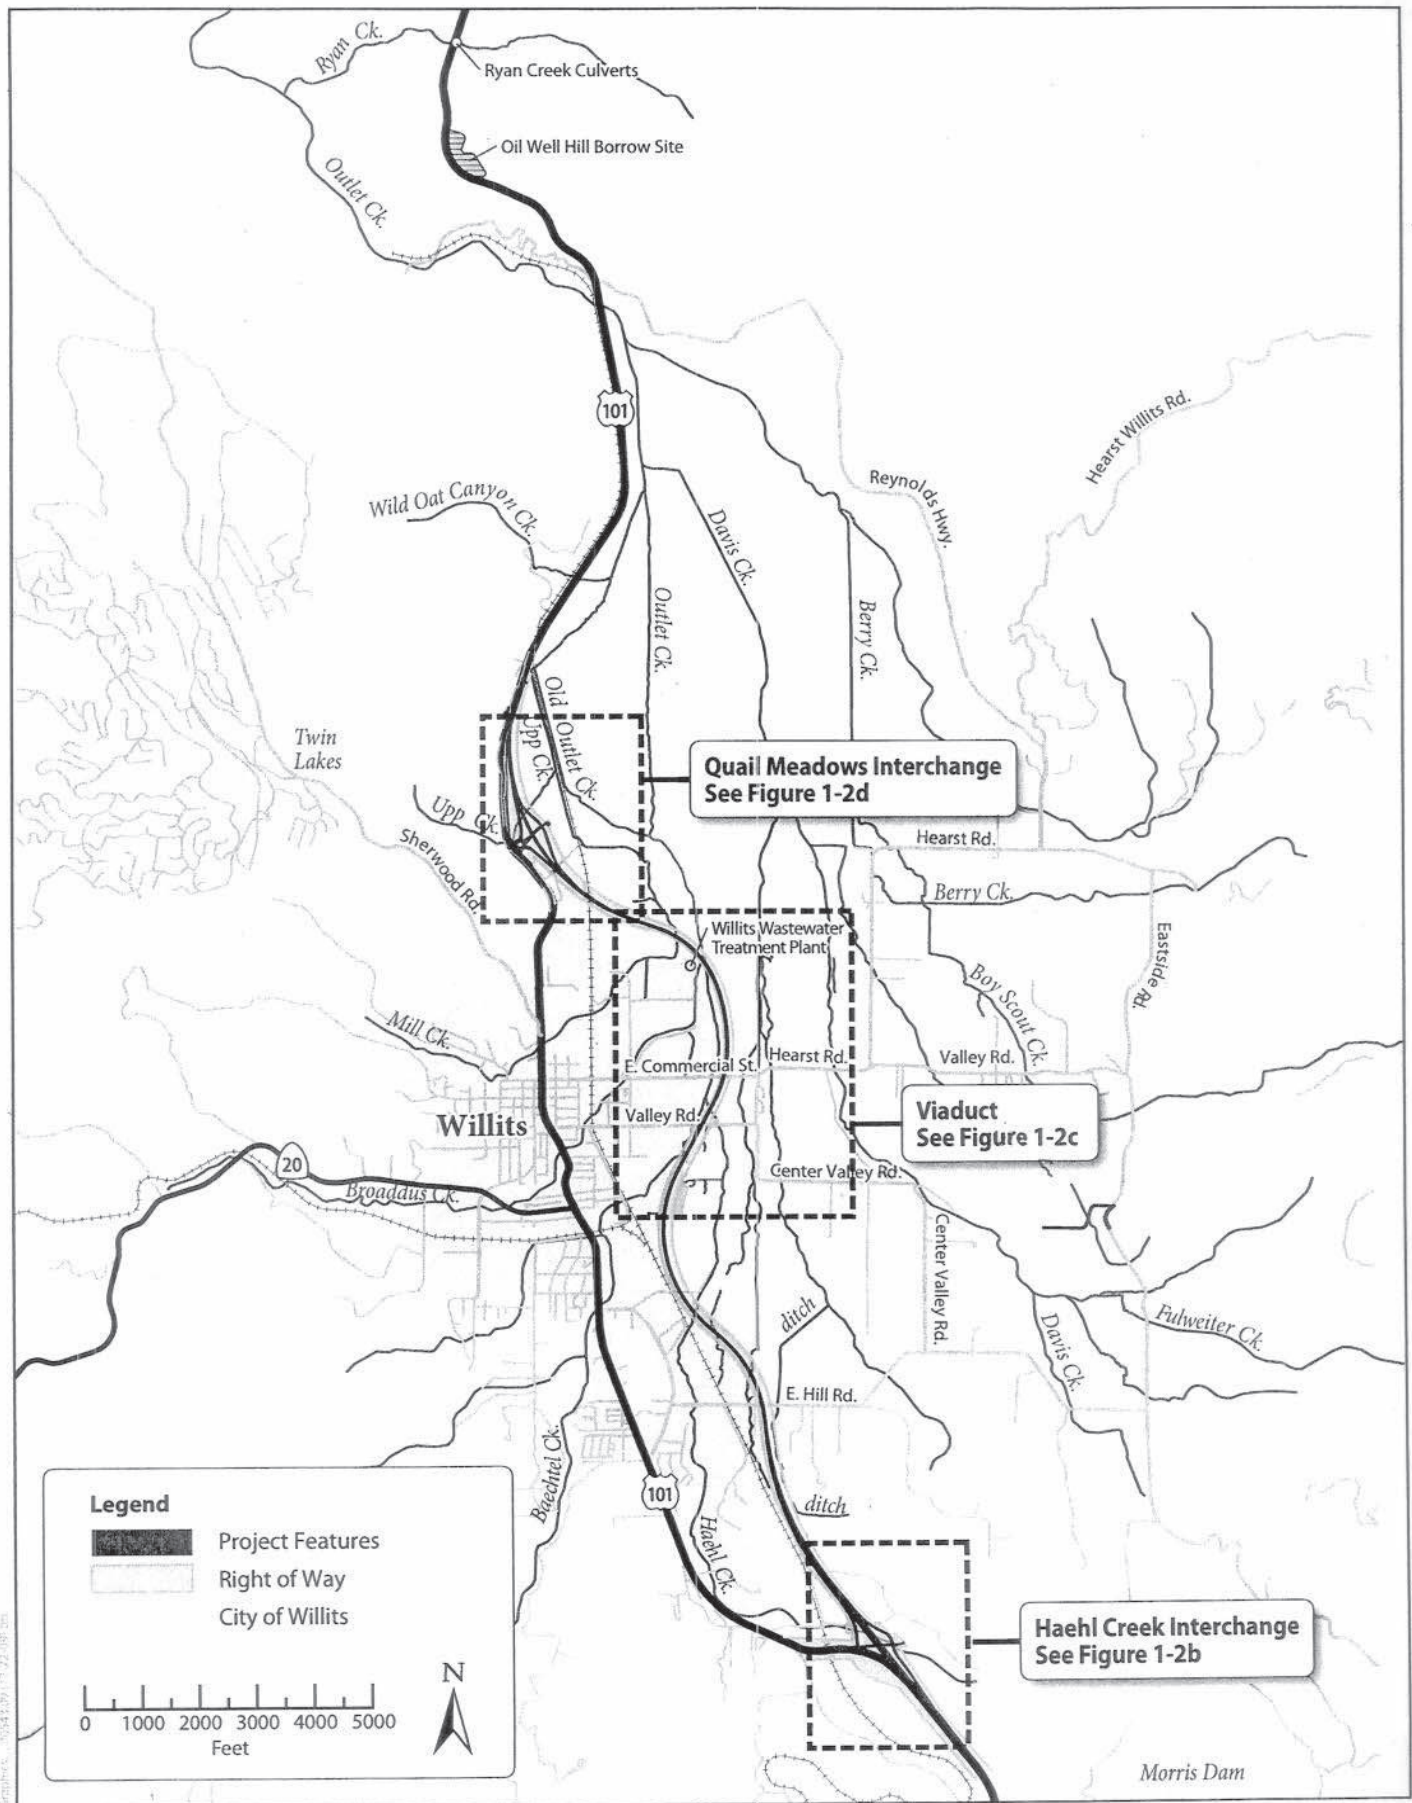 Ryan Ck.
Ryan Creek Culverts
Oil Well Hill Borrow Site
Outlet Ck.
101
Hearst Willits Rd.
Reynolds Hwy.
Wild Oat Canyon Ck.
Davis Ck.
Outlet Ck.
Berry Ck.
Old Outlet Ck.
Upp Ck.
Twin
Lakes
Quail Meadows Interchange
See Figure 1-2d
Upp Ck.
Sherwood Rd.
Hearst Rd.
Berry Ck.
Willits Wastewater
Treatment Plant
Eastside Rd.
Boy Scout Ck.
Mill Ck.
E. Commercial St.
Hearst Rd.
Valley Rd.
Willits
Valley Rd.
Viaduct
See Figure 1-2c
20
Broaddus Ck.
Center Valley Rd.
Center Valley Rd.
ditch
Davis Ck.
Fulweiter Ck.
E. Hill Rd.
Baechtel Ck.
101
Haehl Ck.
ditch
Legend
Project Features
Right of Way
City of Willits
0 1000 2000 3000 4000 5000
Feet
N
Haehl Creek Interchange
See Figure 1-2b
Morris Dam